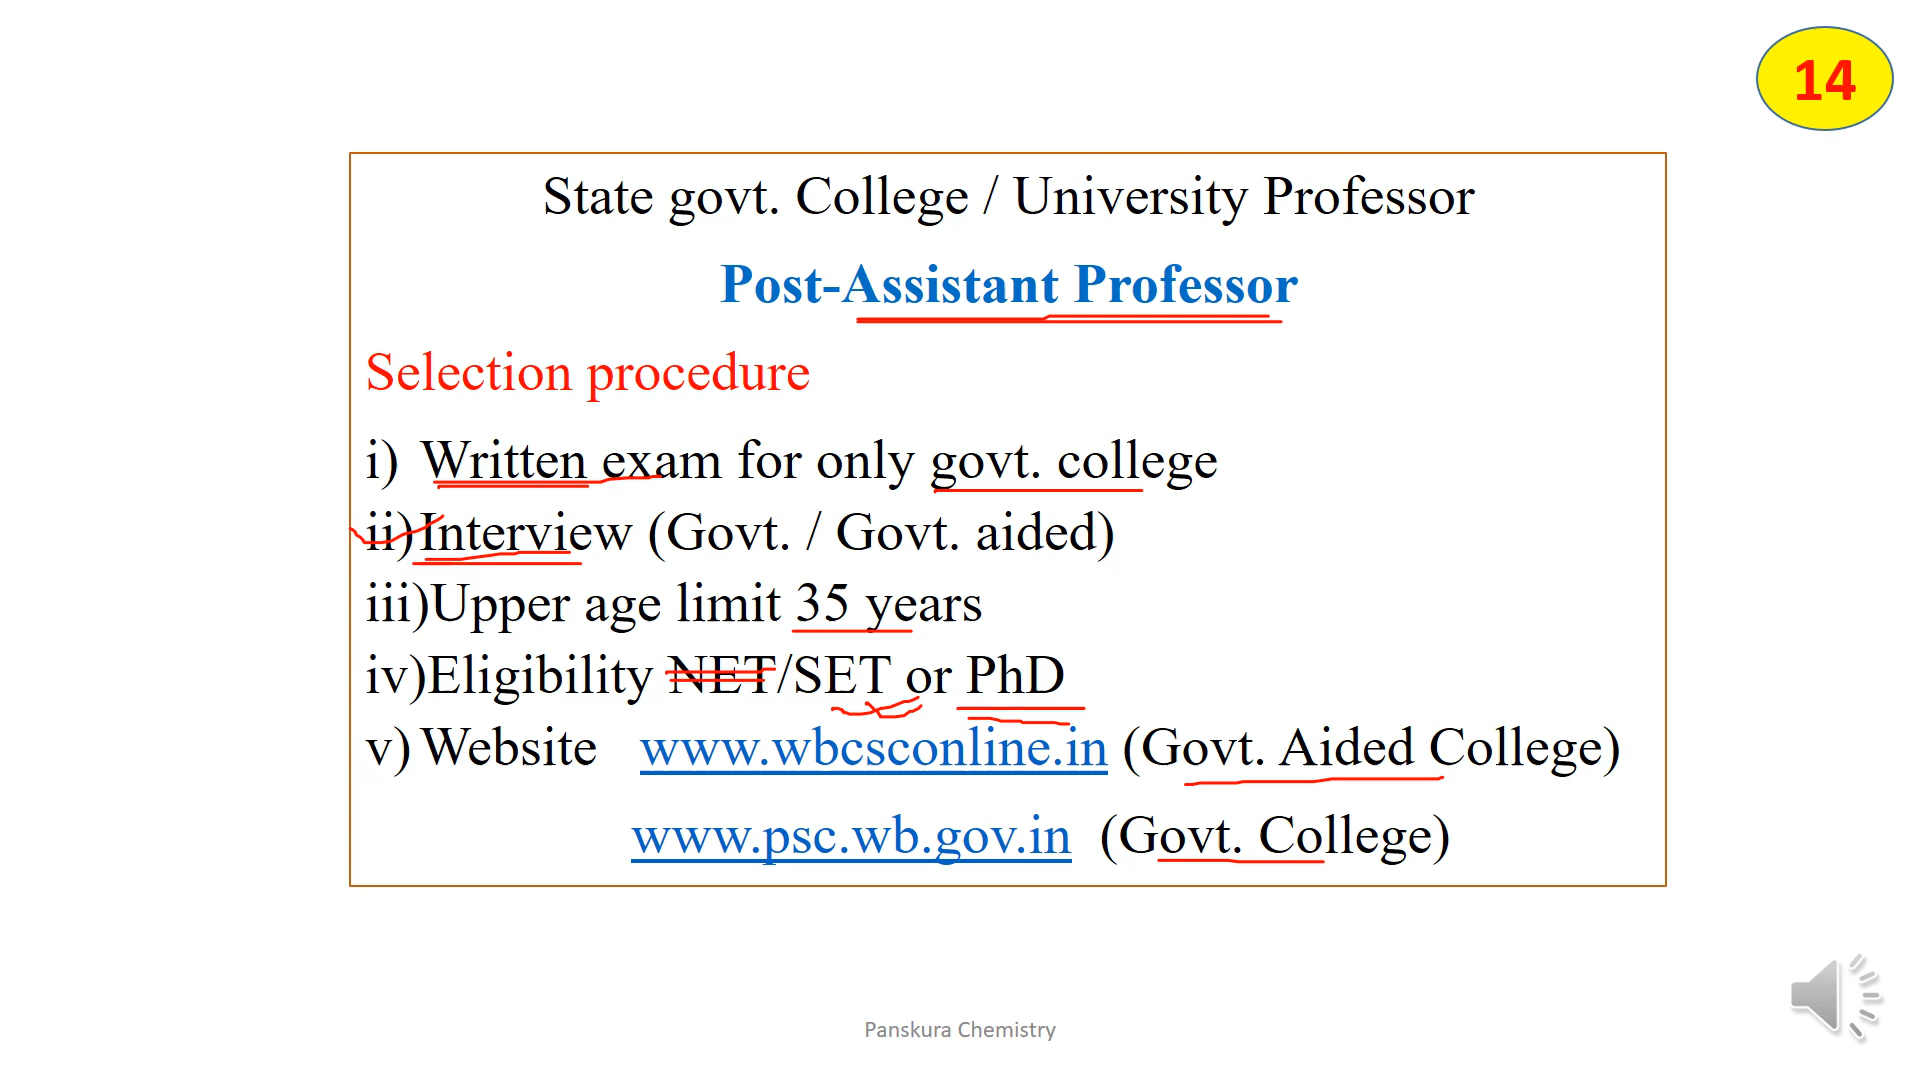 14
State govt. College / University Professor
Post-Assistant Professor
Selection procedure
i) Written exam for only govt. college
ii) Interview (Govt. / Govt. aided)
iii)Upper age limit 35 years
iv)Eligibility NET/SET or PhD
v) Website www.wbcsconline.in (Govt. Aided College)
www.psc.wb.gov.in (Govt. College)
Panskura Chemistry